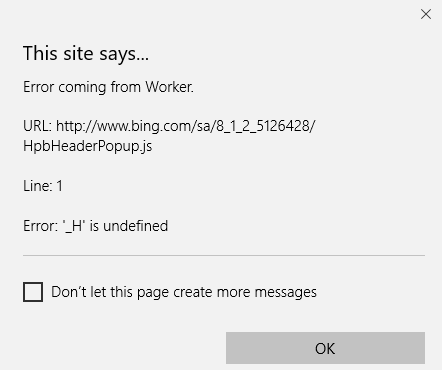 This site says...
Error coming from Worker.
URL: http://www.bing.com/sa/8_1_2_5126428/
HpbHeaderPopup.js
Line: 1
Error: '_H' is undefined
Don't let this page create more messages
OK